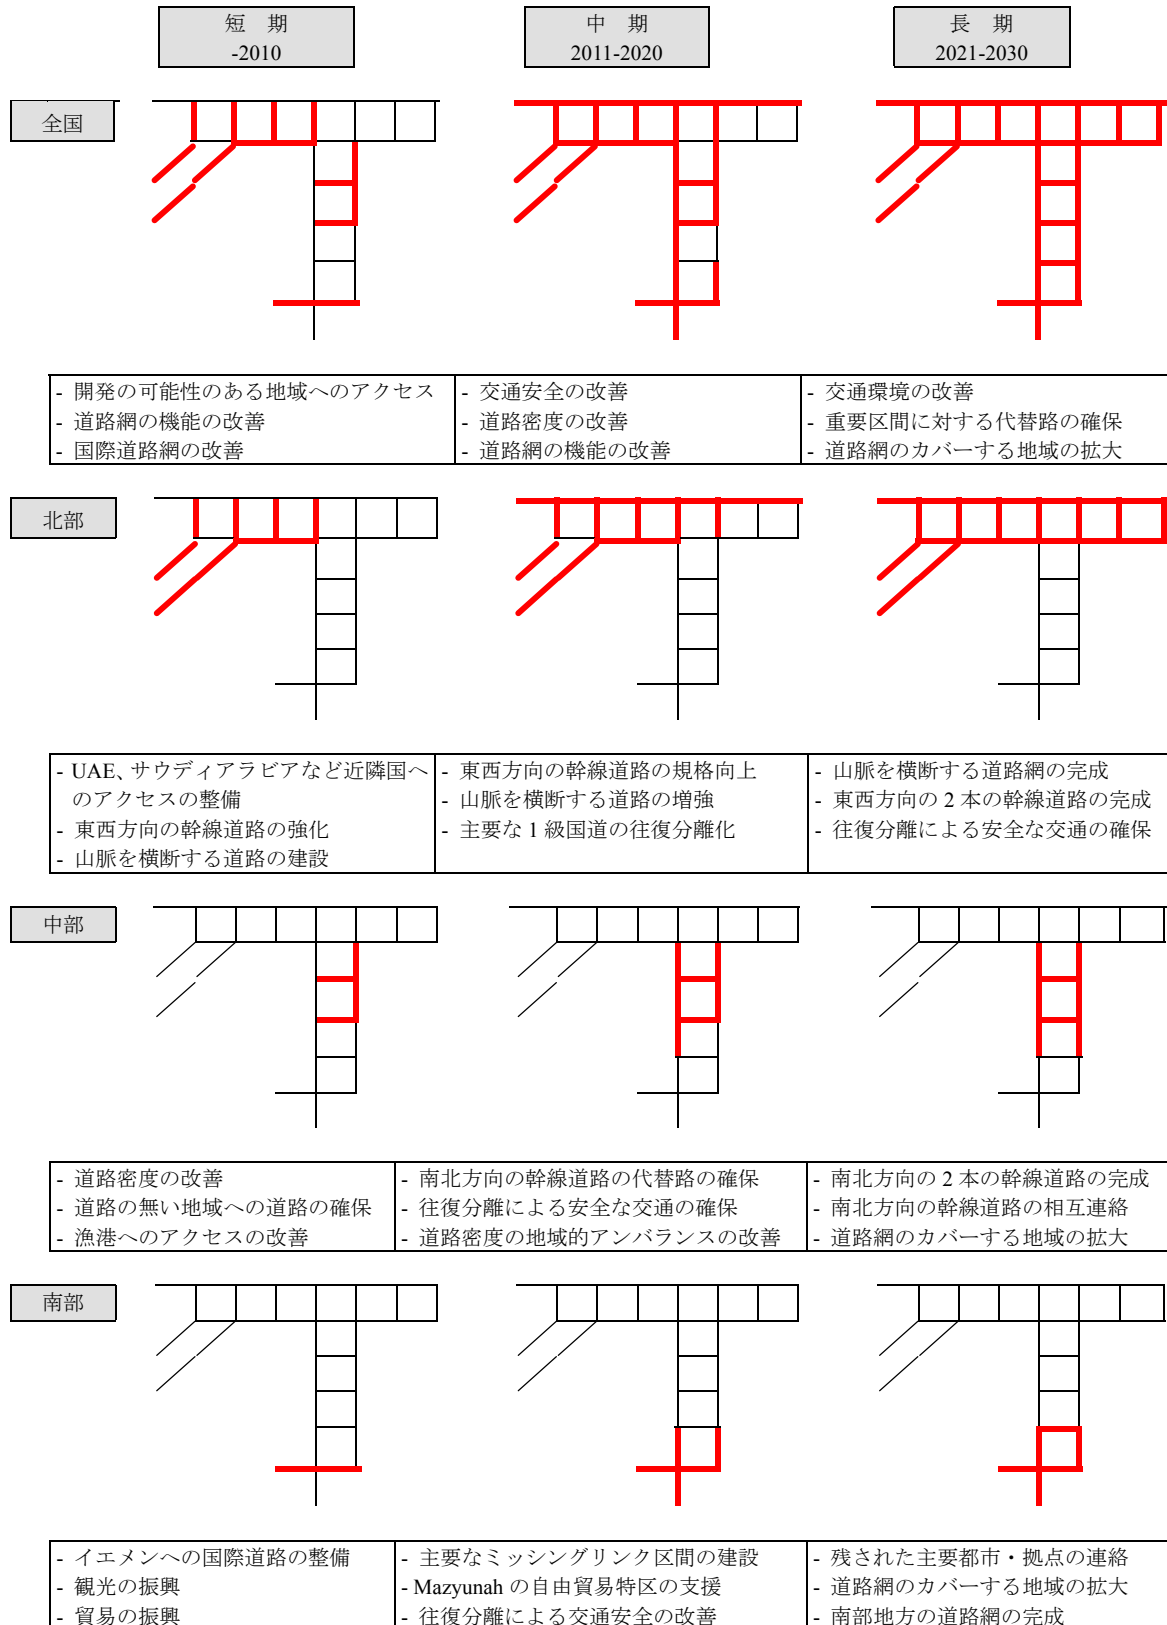 短 期
-2010
中 期
2011-2020
長 期
2021-2030
全国
- 開発の可能性のある地域へのアクセス
- 道路網の機能の改善
- 国際道路網の改善
- 交通安全の改善
- 道路密度の改善
- 道路網の機能の改善
- 交通環境の改善
- 重要区間に対する代替路の確保
- 道路網のカバーする地域の拡大
北部
- UAE、サウディアラビアなど近隣国へ
のアクセスの整備
- 東西方向の幹線道路の強化
- 山脈を横断する道路の建設
- 東西方向の幹線道路の規格向上
- 山脈を横断する道路の増強
- 主要な 1 級国道の往復分離化
- 山脈を横断する道路網の完成
- 東西方向の 2 本の幹線道路の完成
- 往復分離による安全な交通の確保
中部
- 道路密度の改善
- 道路の無い地域への道路の確保
- 漁港へのアクセスの改善
- 南北方向の幹線道路の代替路の確保
- 往復分離による安全な交通の確保
- 道路密度の地域的アンバランスの改善
- 南北方向の 2 本の幹線道路の完成
- 南北方向の幹線道路の相互連絡
- 道路網のカバーする地域の拡大
南部
- イエメンへの国際道路の整備
- 観光の振興
- 貿易の振興
- 主要なミッシングリンク区間の建設
- Mazyunah の自由貿易特区の支援
- 往復分離による交通安全の改善
- 残された主要都市・拠点の連絡
- 道路網のカバーする地域の拡大
- 南部地方の道路網の完成